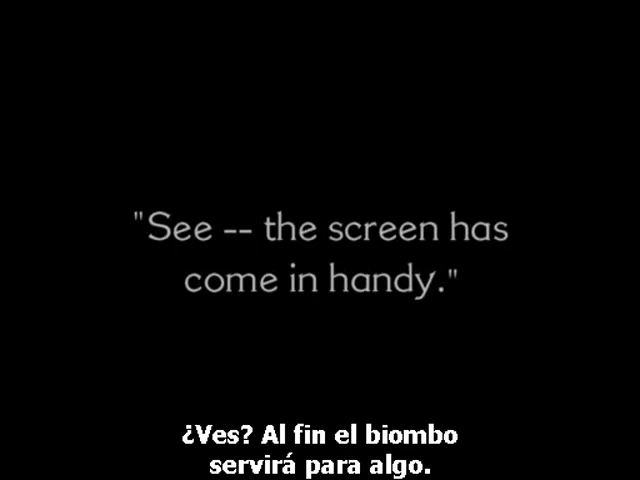 "See -- the screen has
come in handy."
¿Ves? Al fin el biombo
servirá para algo.